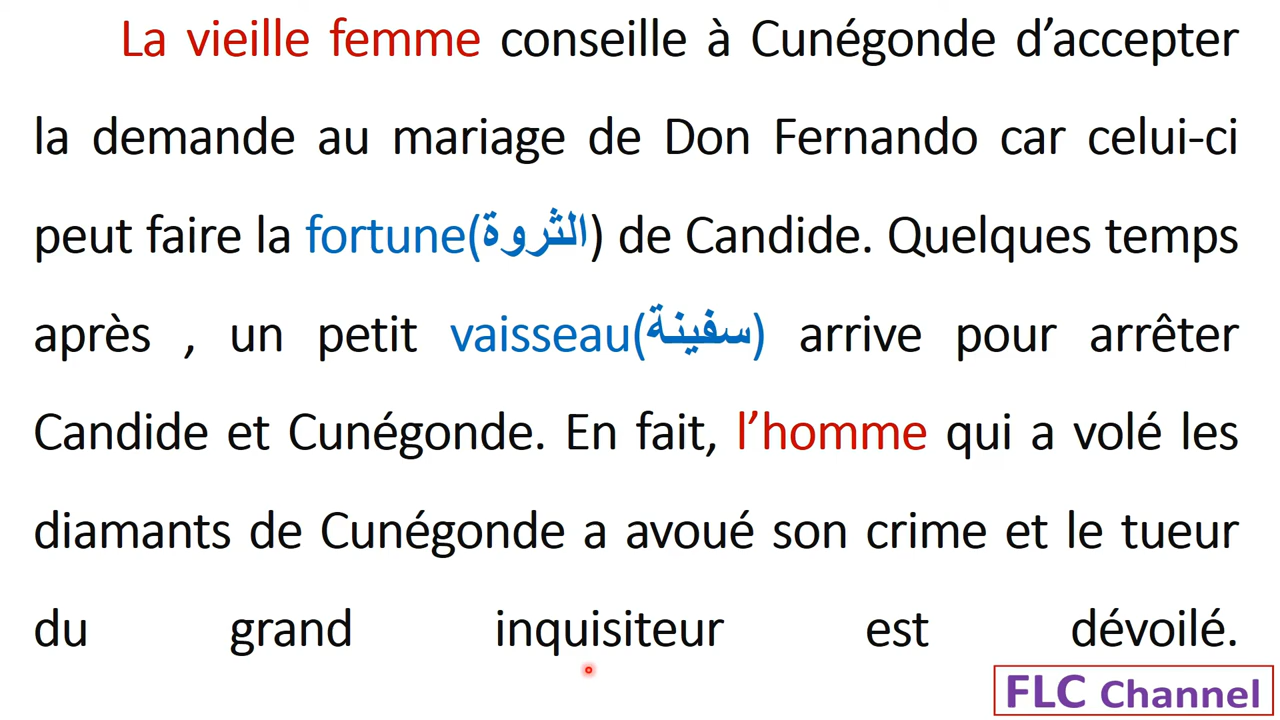 La vieille femme conseille à Cunégonde d’accepter
la demande au mariage de Don Fernando car celui-ci
peut faire la fortune(الثروة) de Candide. Quelques temps
après , un petit vaisseau(سفينة) arrive pour arrêter
Candide et Cunégonde. En fait, l’homme qui a volé les
diamants de Cunégonde a avoué son crime et le tueur
du grand inquisiteur est dévoilé.
FLC Channel